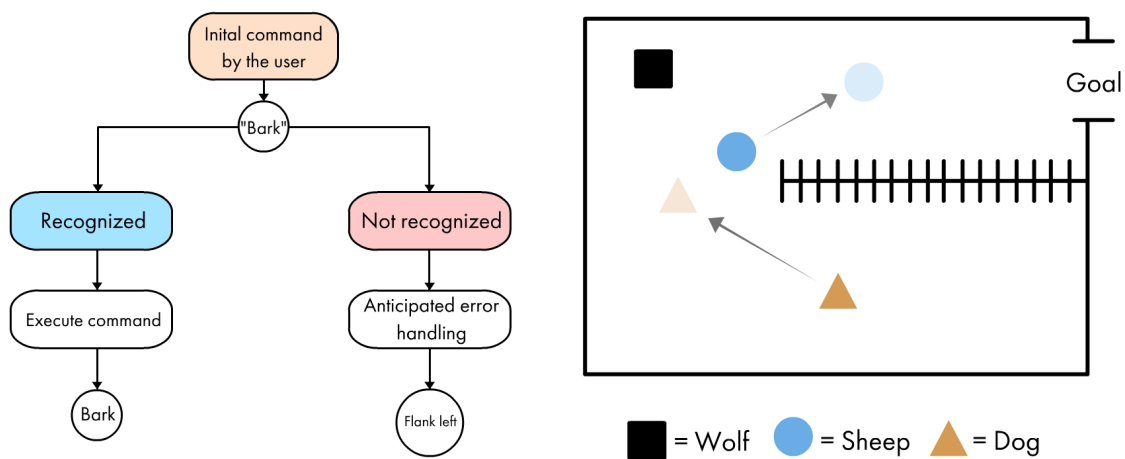 Inital command
by the user
"Bark"
Recognized
Not recognized
Execute command
Anticipated error
handling
Bark
Flank left
Goal
= Wolf
= Sheep
= Dog